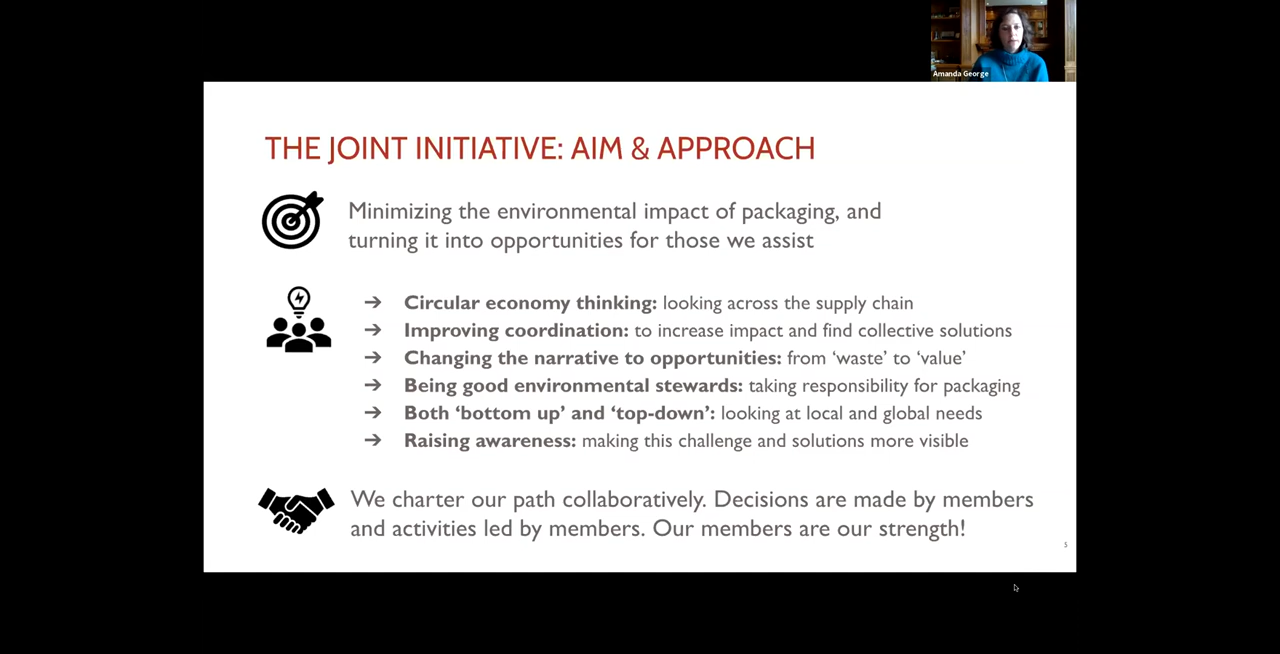 Amanda George
THE JOINT INITIATIVE: AIM & APPROACH
Minimizing the environmental impact of packaging, and
turning it into opportunities for those we assist
➔ Circular economy thinking: looking across the supply chain
➔ Improving coordination: to increase impact and find collective solutions
➔ Changing the narrative to opportunities: from ‘waste’ to ‘value’
➔ Being good environmental stewards: taking responsibility for packaging
➔ Both ‘bottom up’ and ‘top-down’: looking at local and global needs
➔ Raising awareness: making this challenge and solutions more visible
We charter our path collaboratively. Decisions are made by members
and activities led by members. Our members are our strength!
5